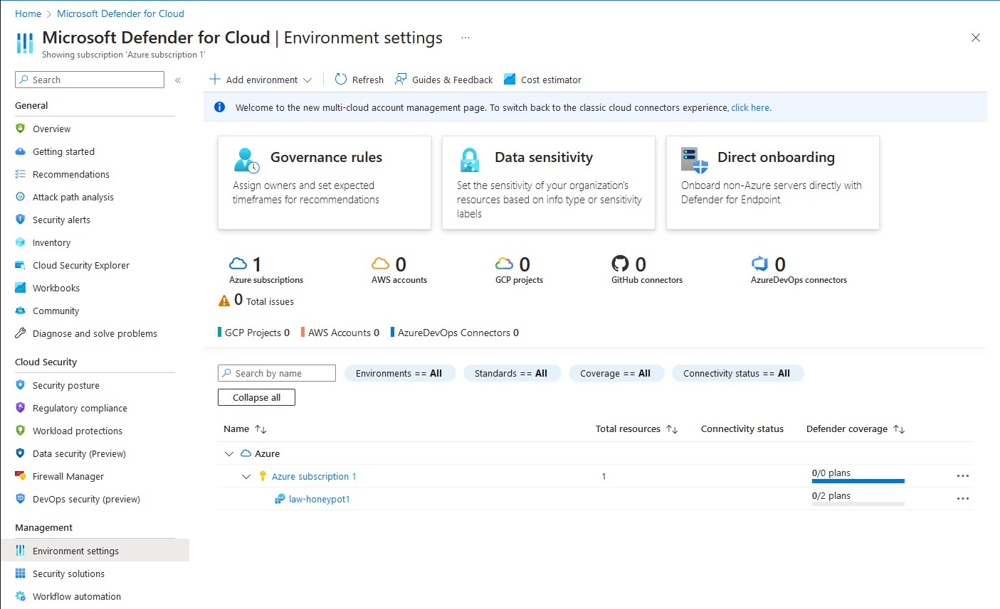 Home > Microsoft Defender for Cloud
Microsoft Defender for Cloud | Environment settings ...
Showing subscription 'Azure subscription 1'
Search
General
Overview
Getting started
Recommendations
Attack path analysis
Security alerts
Inventory
Cloud Security Explorer
Workbooks
Community
Diagnose and solve problems
Cloud Security
Security posture
Regulatory compliance
Workload protections
Data security (Preview)
Firewall Manager
DevOps security (preview)
Management
Environment settings
Security solutions
Workflow automation
Add environment Refresh Guides & Feedback Cost estimator
Welcome to the new multi-cloud account management page. To switch back to the classic cloud connectors experience, click here.
Governance rules
Assign owners and set expected
timeframes for recommendations
Data sensitivity
Set the sensitivity of your organization's
resources based on info type or sensitivity
labels
Direct onboarding
Onboard non-Azure servers directly with
Defender for Endpoint
1
Azure subscriptions
0
AWS accounts
0
GCP projects
0
GitHub connectors
0
AzureDevOps connectors
0 Total issues
GCP Projects 0 AWS Accounts 0 AzureDevOps Connectors 0
Search by name Environments == All Standards == All Coverage == All Connectivity status == All
Collapse all
Name Total resources Connectivity status Defender coverage
Azure
Azure subscription 1 1 0/0 plans
law-honeypot1 0/2 plans